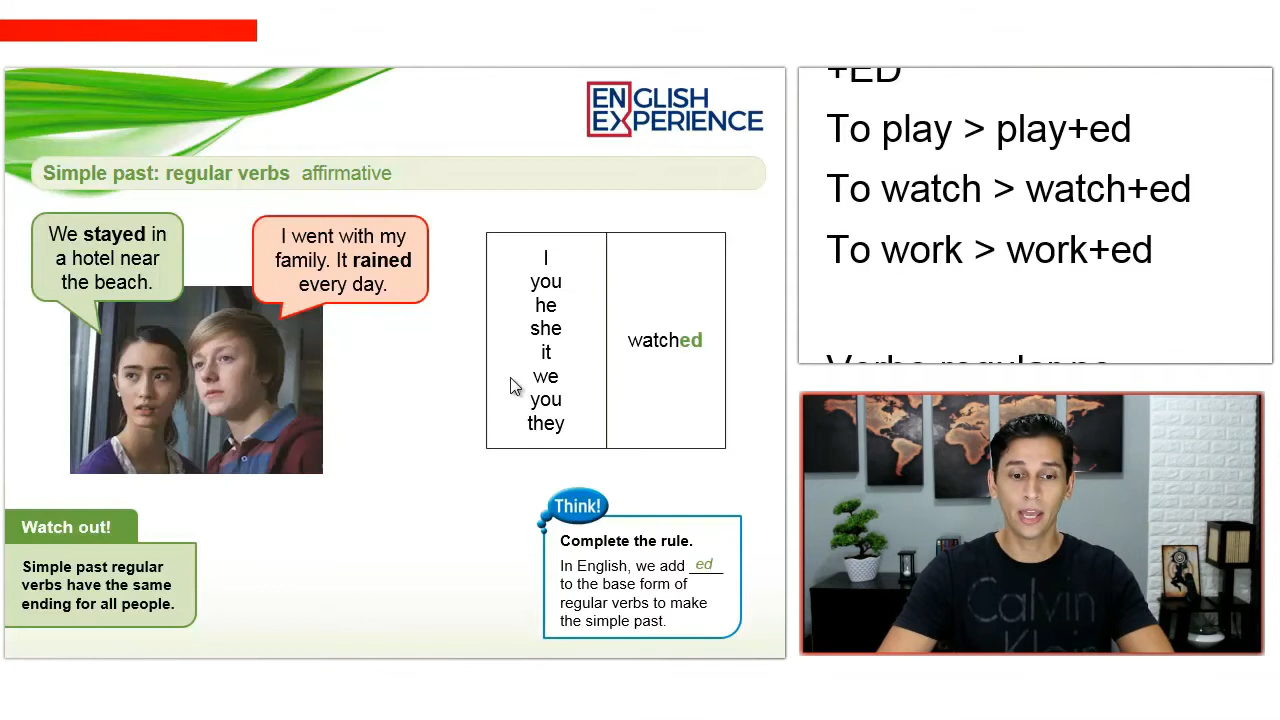 ENGLISH
EXPERIENCE
Simple past: regular verbs affirmative
We stayed in
a hotel near
the beach.
I went with my
family. It rained
every day.
I
you
he
she
it
we
you
they
watched
Watch out!
Simple past regular
verbs have the same
ending for all people.
Think!
Complete the rule.
In English, we add ed
to the base form of
regular verbs to make
the simple past.
+ED
To play > play+ed
To watch > watch+ed
To work > work+ed
Calvin
Klein